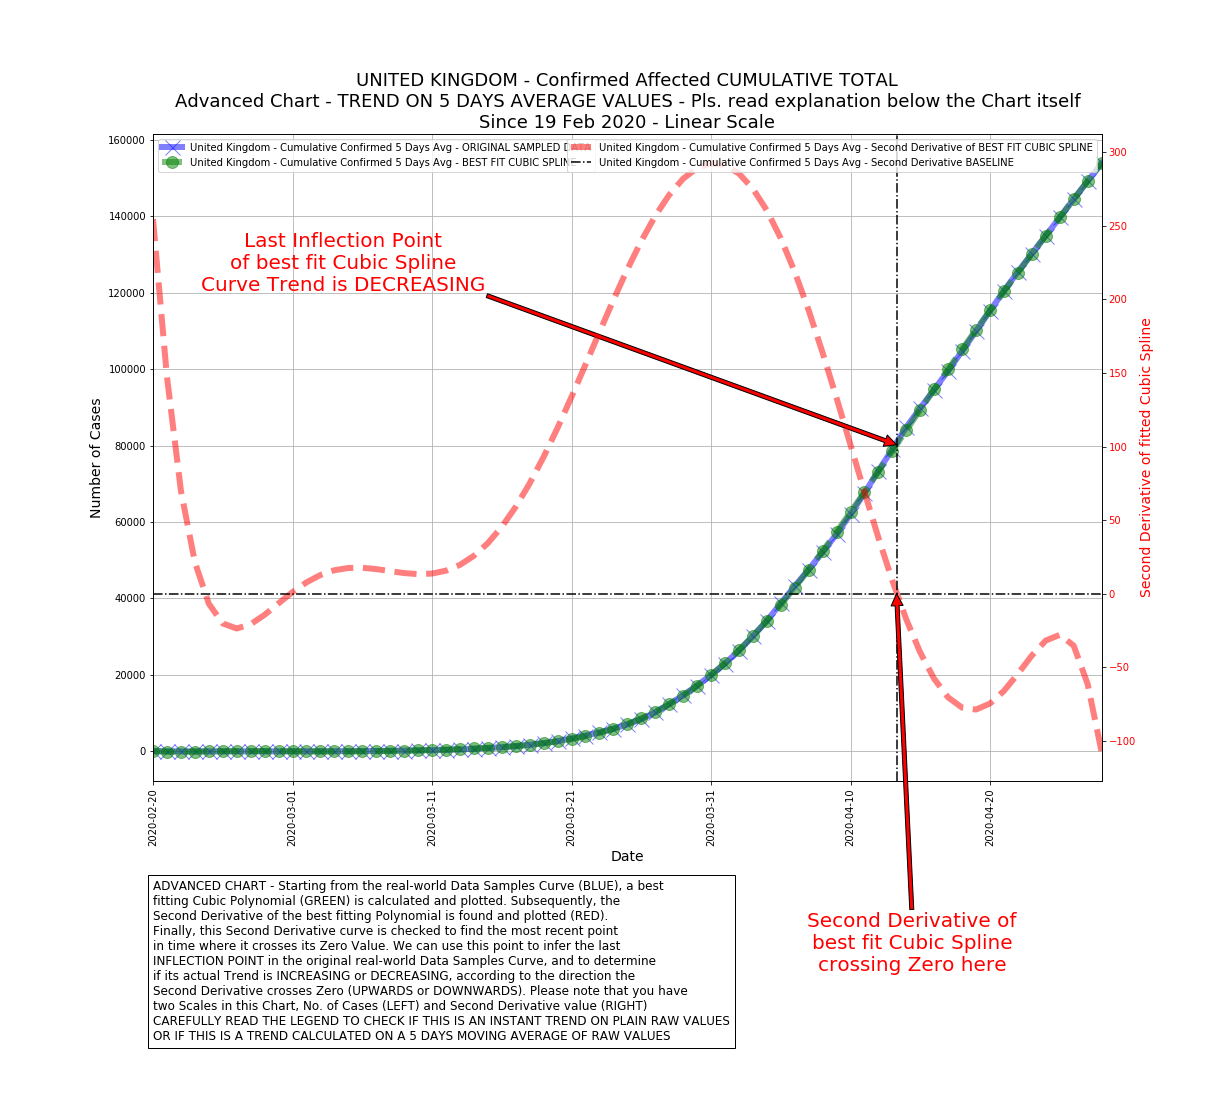 UNITED KINGDOM - Confirmed Affected CUMULATIVE TOTAL
Advanced Chart - TREND ON 5 DAYS AVERAGE VALUES - Pls. read explanation below the Chart itself
Since 19 Feb 2020 - Linear Scale
United Kingdom - Cumulative Confirmed 5 Days Avg - ORIGINAL SAMPLED
United Kingdom - Cumulative Confirmed 5 Days Avg - BEST FIT CUBIC SPLINE
United Kingdom - Cumulative Confirmed 5 Days Avg - Second Derivative of BEST FIT CUBIC SPLINE
United Kingdom - Cumulative Confirmed 5 Days Avg - Second Derivative BASELINE
Last Inflection Point
of best fit Cubic Spline
Curve Trend is DECREASING
Number of Cases
160000
140000
120000
100000
80000
60000
40000
20000
0
300
250
200
150
100
50
0
−50
−100
Second Derivative of fitted Cubic Spline
2020-02-20
2020-03-01
2020-03-11
2020-03-21
2020-03-31
2020-04-10
2020-04-20
Date
ADVANCED CHART - Starting from the real-world Data Samples Curve (BLUE), a best
fitting Cubic Polynomial (GREEN) is calculated and plotted. Subsequently, the
Second Derivative of the best fitting Polynomial is found and plotted (RED).
Finally, this Second Derivative curve is checked to find the most recent point
in time where it crosses its Zero Value. We can use this point to infer the last
INFLECTION POINT in the original real-world Data Samples Curve, and to determine
if its actual Trend is INCREASING or DECREASING, according to the direction the
Second Derivative crosses Zero (UPWARDS or DOWNWARDS). Please note that you have
two Scales in this Chart, No. of Cases (LEFT) and Second Derivative value (RIGHT)
CAREFULLY READ THE LEGEND TO CHECK IF THIS IS AN INSTANT TREND ON PLAIN RAW VALUES
OR IF THIS IS A TREND CALCULATED ON A 5 DAYS MOVING AVERAGE OF RAW VALUES
Second Derivative of
best fit Cubic Spline
crossing Zero here